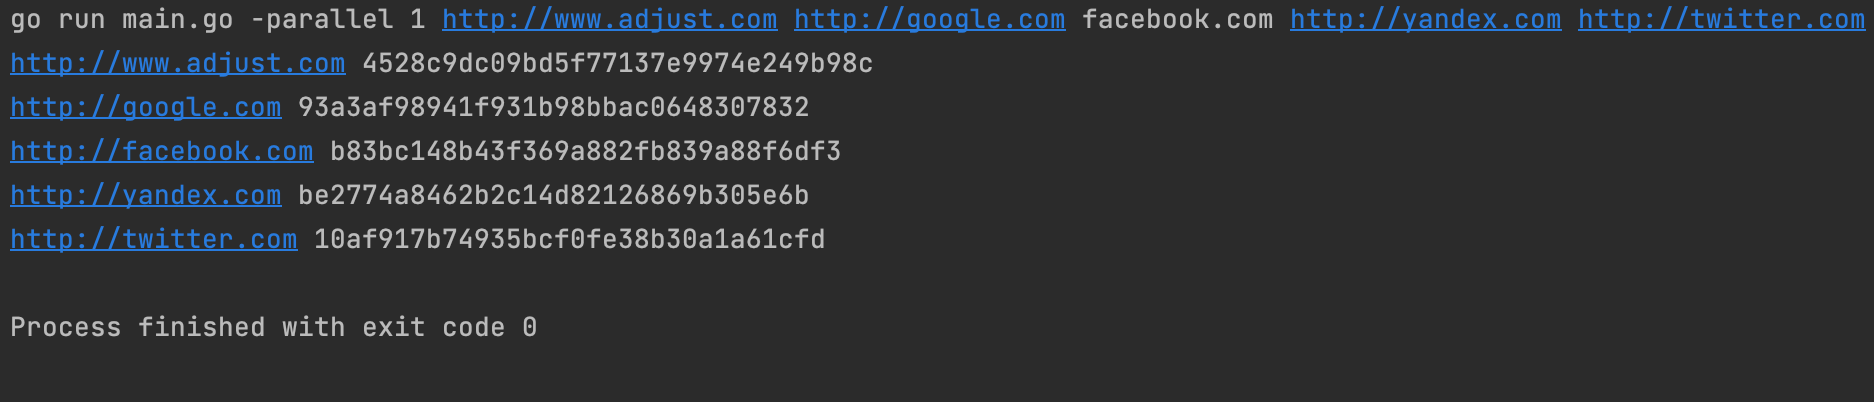 go run main.go -parallel 1 http://www.adjust.com http://google.com facebook.com http://yandex.com http://twitter.com
http://www.adjust.com 4528c9dc09bd5f77137e9974e249b98c
http://google.com 93a3af98941f931b98bbac0648307832
http://facebook.com b83bc148b43f369a882fb839a88f6df3
http://yandex.com be2774a8462b2c14d82126869b305e6b
http://twitter.com 10af917b74935bcf0fe38b30a1a61cfd
Process finished with exit code 0